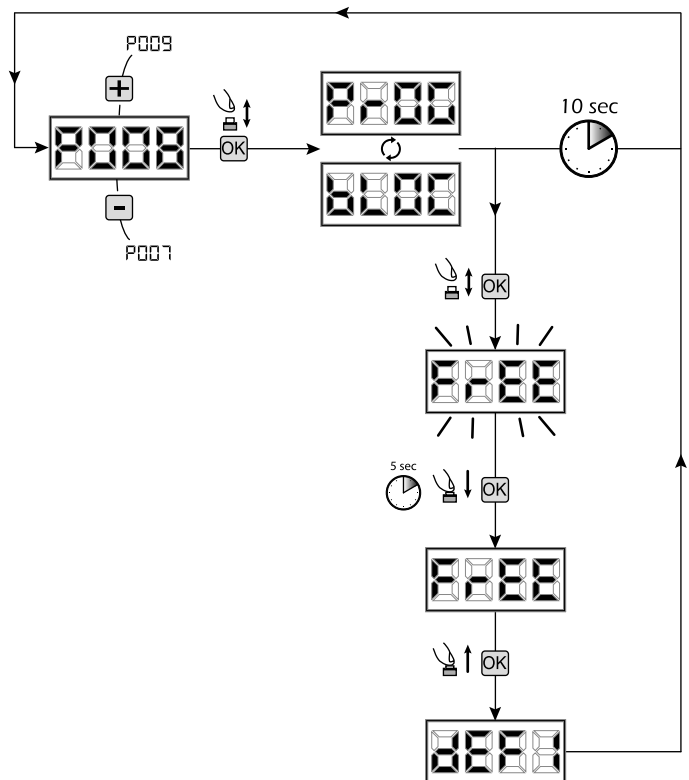 P009
+
P008
OK
ProG
bLOC
10 sec
-
P007
OK
FrEE
5 sec
OK
FrEE
OK
dEF1